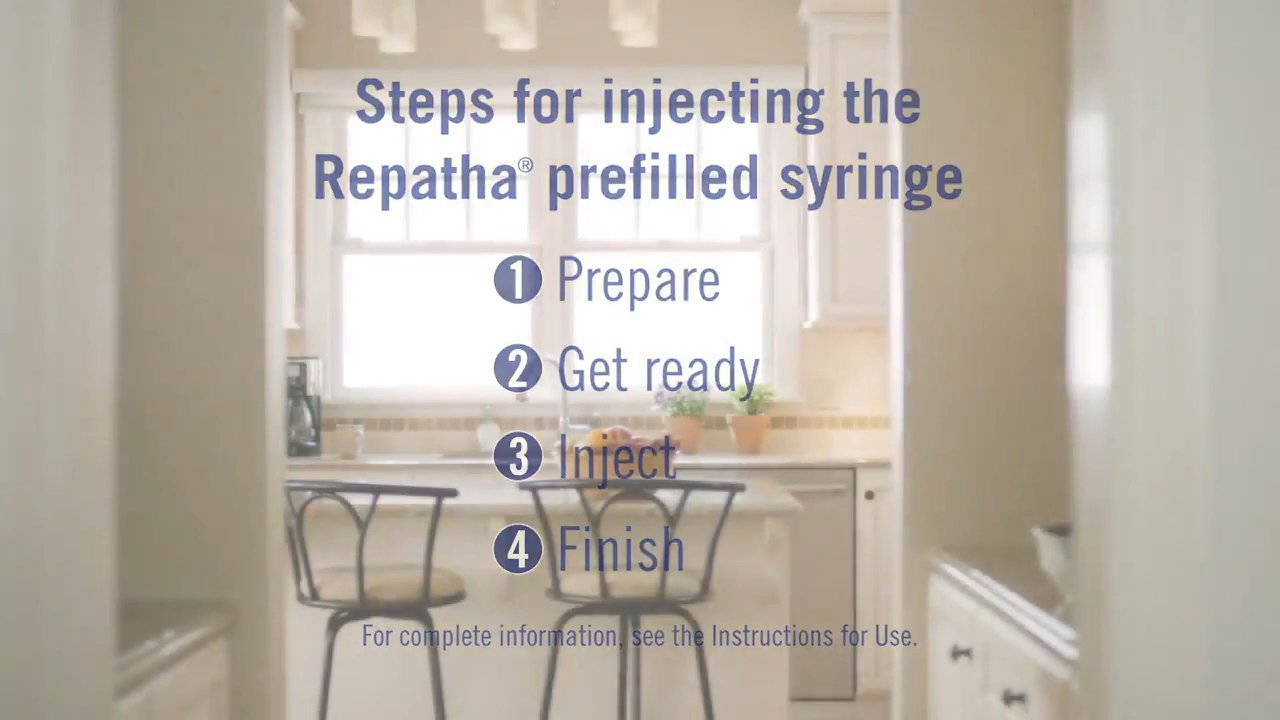 Steps for injecting the
Repatha® prefilled syringe
1 Prepare
2 Get ready
3 Inject
4 Finish
For complete information, see the Instructions for Use.